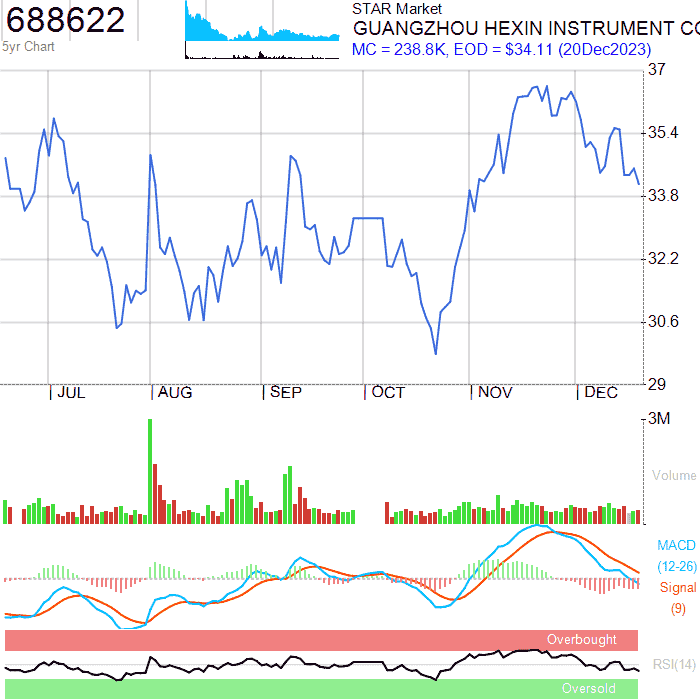 688622
5yr Chart
STAR Market
GUANGZHOU HEXIN INSTRUMENT CO
MC = 238.8K, EOD = $34.11 (20Dec2023)
37
35.4
33.8
32.2
30.6
29
JUL AUG SEP OCT NOV DEC
3M
Volume
MACD
(12-26)
Signal
(9)
Overbought
RSI(14)
Oversold